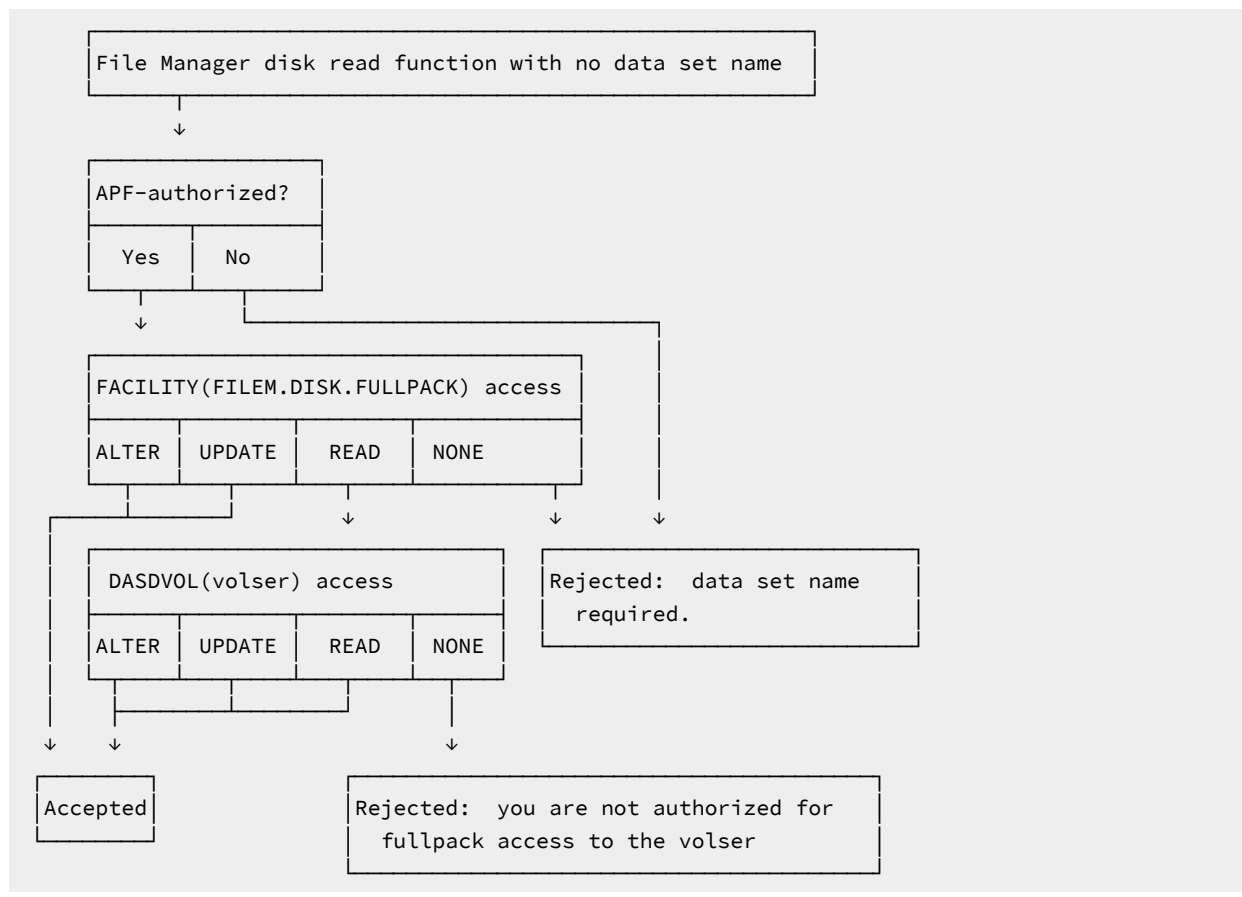 File Manager disk read function with no data set name
APF-authorized?
Yes No
FACILITY(FILEM.DISK.FULLPACK) access
ALTER UPDATE READ NONE
DASDVOL(volser) access
ALTER UPDATE READ NONE
Rejected: data set name
required.
Accepted
Rejected: you are not authorized for
fullpack access to the volser